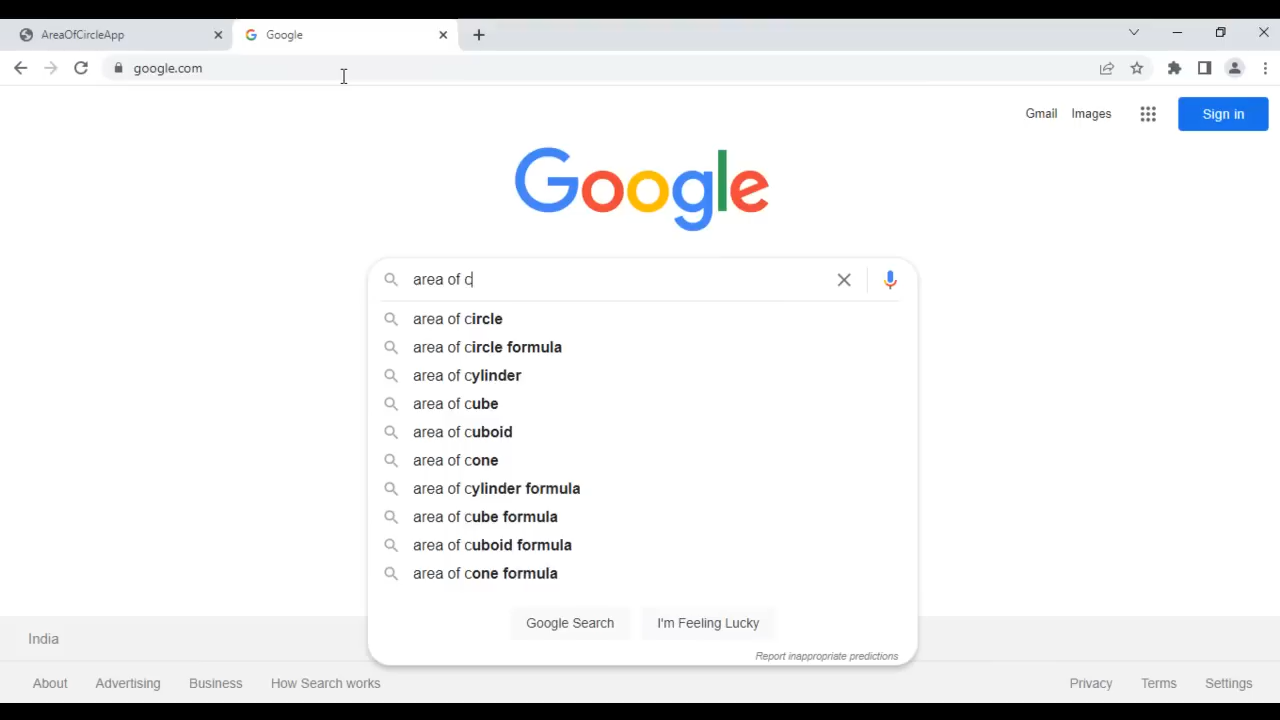 AreaOfCircleApp
Google
google.com
Gmail Images Sign in
Google
area of c
area of circle
area of circle formula
area of cylinder
area of cube
area of cuboid
area of cone
area of cylinder formula
area of cube formula
area of cuboid formula
area of cone formula
Google Search I'm Feeling Lucky
Report inappropriate predictions
India
About Advertising Business How Search works Privacy Terms Settings